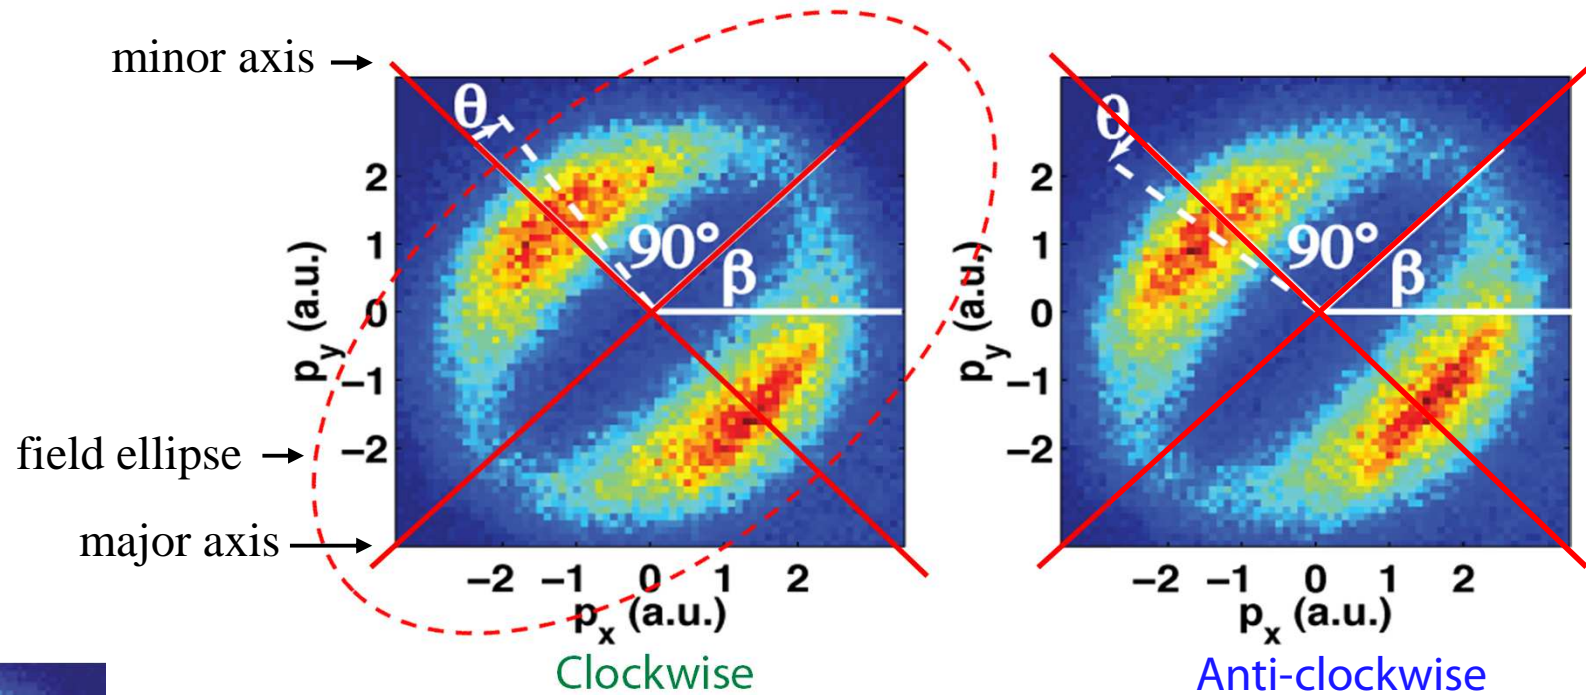 minor axis
field ellipse
major axis
θ
90°
β
2
1
0
−1
−2
p_y (a.u.)
−2 −1 0 1 2
p_x (a.u.)
Clockwise
θ
90°
β
2
1
0
−1
−2
p_y (a.u.)
−2 −1 0 1 2
p_x (a.u.)
Anti-clockwise